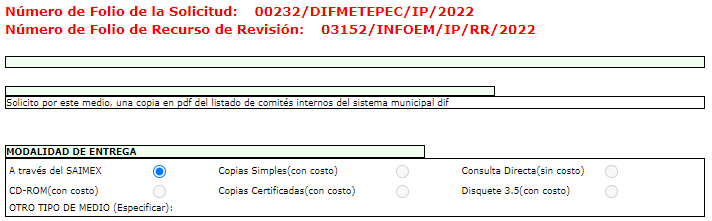 Número de Folio de la Solicitud: 00232/DIFMETEPEC/IP/2022
Número de Folio de Recurso de Revisión: 03152/INFOEM/IP/RR/2022
Solicito por este medio, una copia en pdf del listado de comités internos del sistema municipal dif
MODALIDAD DE ENTREGA
A través del SAIMEX Copias Simples(con costo) Consulta Directa(sin costo)
CD-ROM(con costo) Copias Certificadas(con costo) Disquete 3.5(con costo)
OTRO TIPO DE MEDIO (Especificar):